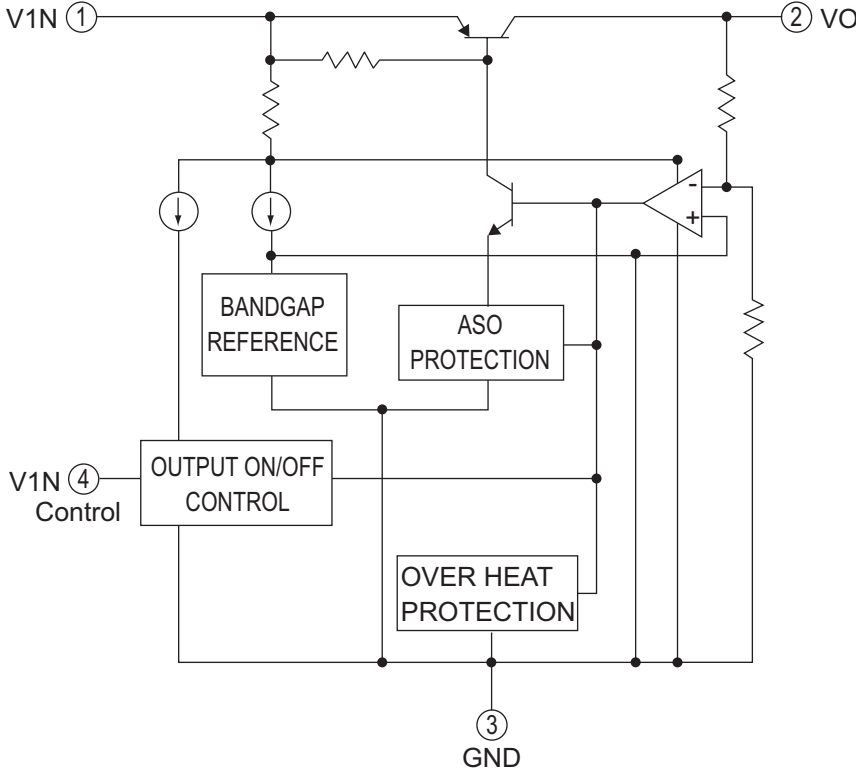 V1N 1
2 VO
-
+
BANDGAP
REFERENCE
ASO
PROTECTION
V1N 4
Control
OUTPUT ON/OFF
CONTROL
OVER HEAT
PROTECTION
3
GND